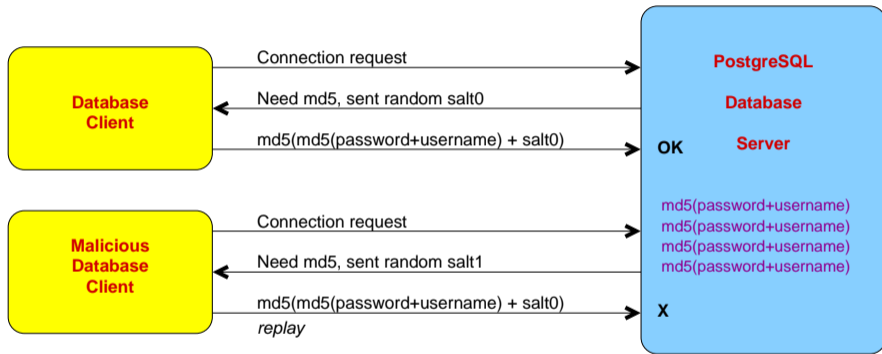 Connection request
PostgreSQL
Database
Client
Need md5, sent random salt0
Database
md5(md5(password+username) + salt0)
OK
Server
md5(password+username)
md5(password+username)
md5(password+username)
md5(password+username)
Malicious
Database
Client
Connection request
Need md5, sent random salt1
md5(md5(password+username) + salt0)
replay
X